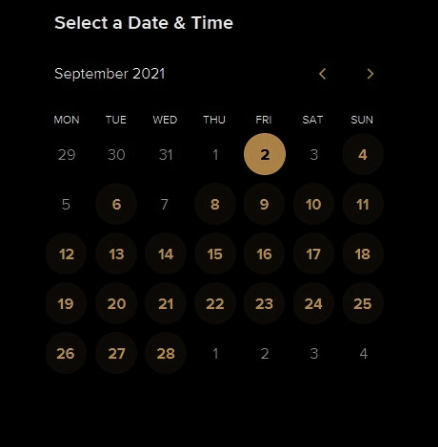 Select a Date & Time
September 2021
MON TUE WED THU FRI SAT SUN
29 30 31 1 2 3 4
5 6 7 8 9 10 11
12 13 14 15 16 17 18
19 20 21 22 23 24 25
26 27 28 1 2 3 4